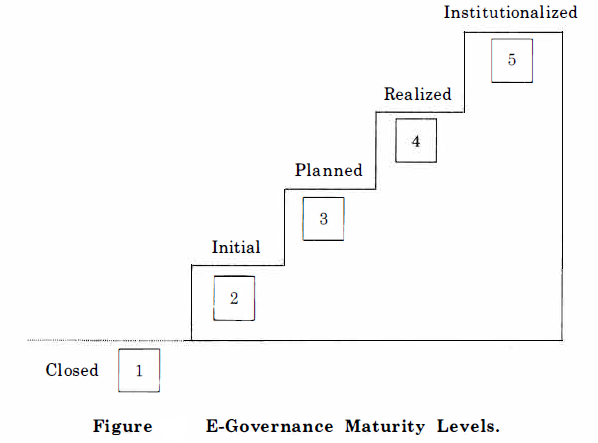 Institutionalized
5
Realized
4
Planned
3
Initial
2
Closed 1
Figure E-Governance Maturity Levels.